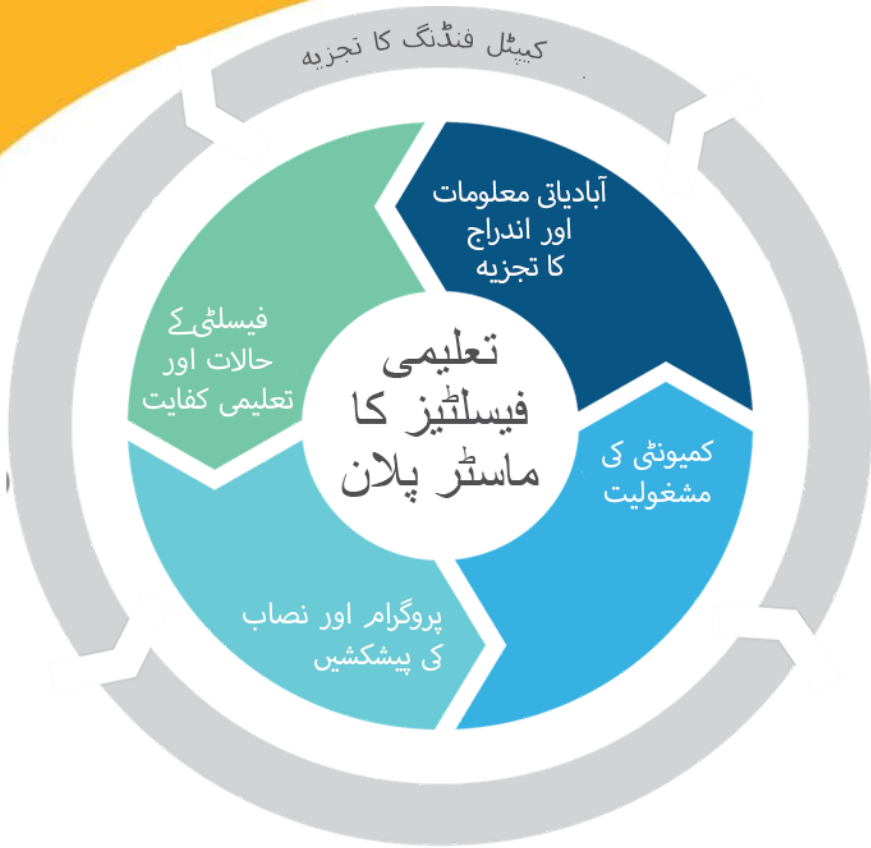 کیپٹل فنڈنگ کا تجزیہ
آبادیاتی معلومات
اور اندراج
کا تجزیہ
فیسلٹی کے
حالات اور
تعلیمی کفایت
تعلیمی
فیسلٹیز کا
ماسٹر پلان
کمیونٹی کی
مشغولیت
پروگرام اور نصاب
کی پیشکشیں